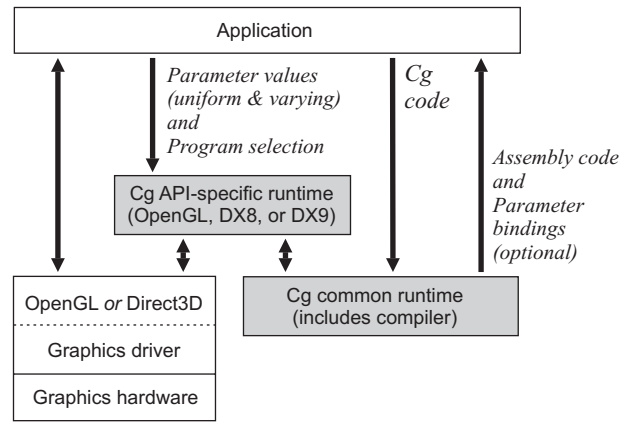 Application
Parameter values
(uniform & varying)
and
Program selection
Cg
code
Assembly code
and
Parameter
bindings
(optional)
Cg API-specific runtime
(OpenGL, DX8, or DX9)
OpenGL or Direct3D
Graphics driver
Graphics hardware
Cg common runtime
(includes compiler)